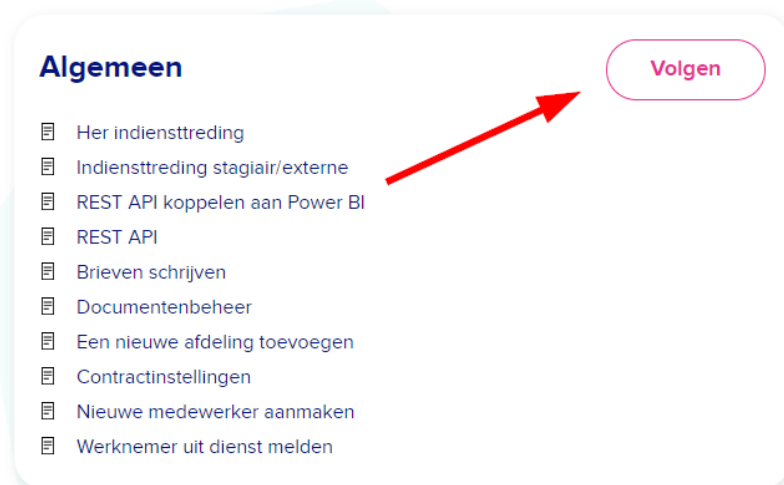 Algemeen
Volgen
Her indiensttreding
Indiensttreding stagiair/externe
REST API koppelen aan Power BI
REST API
Brieven schrijven
Documentenbeheer
Een nieuwe afdeling toevoegen
Contractinstellingen
Nieuwe medewerker aanmaken
Werknemer uit dienst melden